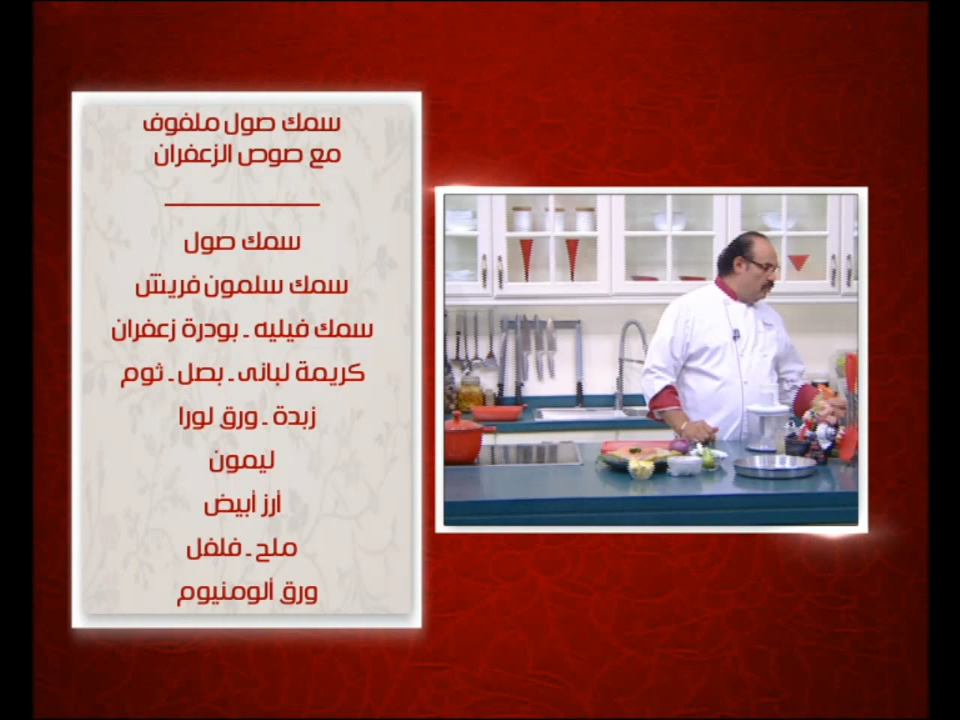 سمك صول ملفوف
مع صوص الزعفران
سمك صول
سمك سلمون فريش
سمك فيليه ـ بودرة زعفران
كريمة لبانى ـ بصل ـ ثوم
زبدة ـ ورق لورا
ليمون
أرز أبيض
ملح ـ فلفل
ورق ألومنيوم